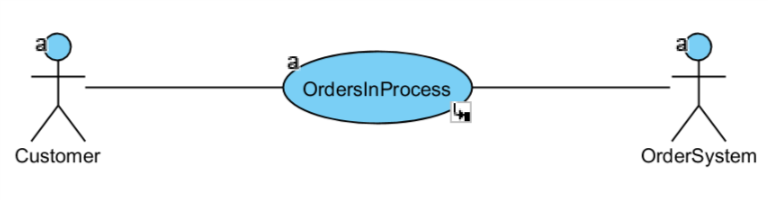 a
a
a
OrdersInProcess
Customer
OrderSystem